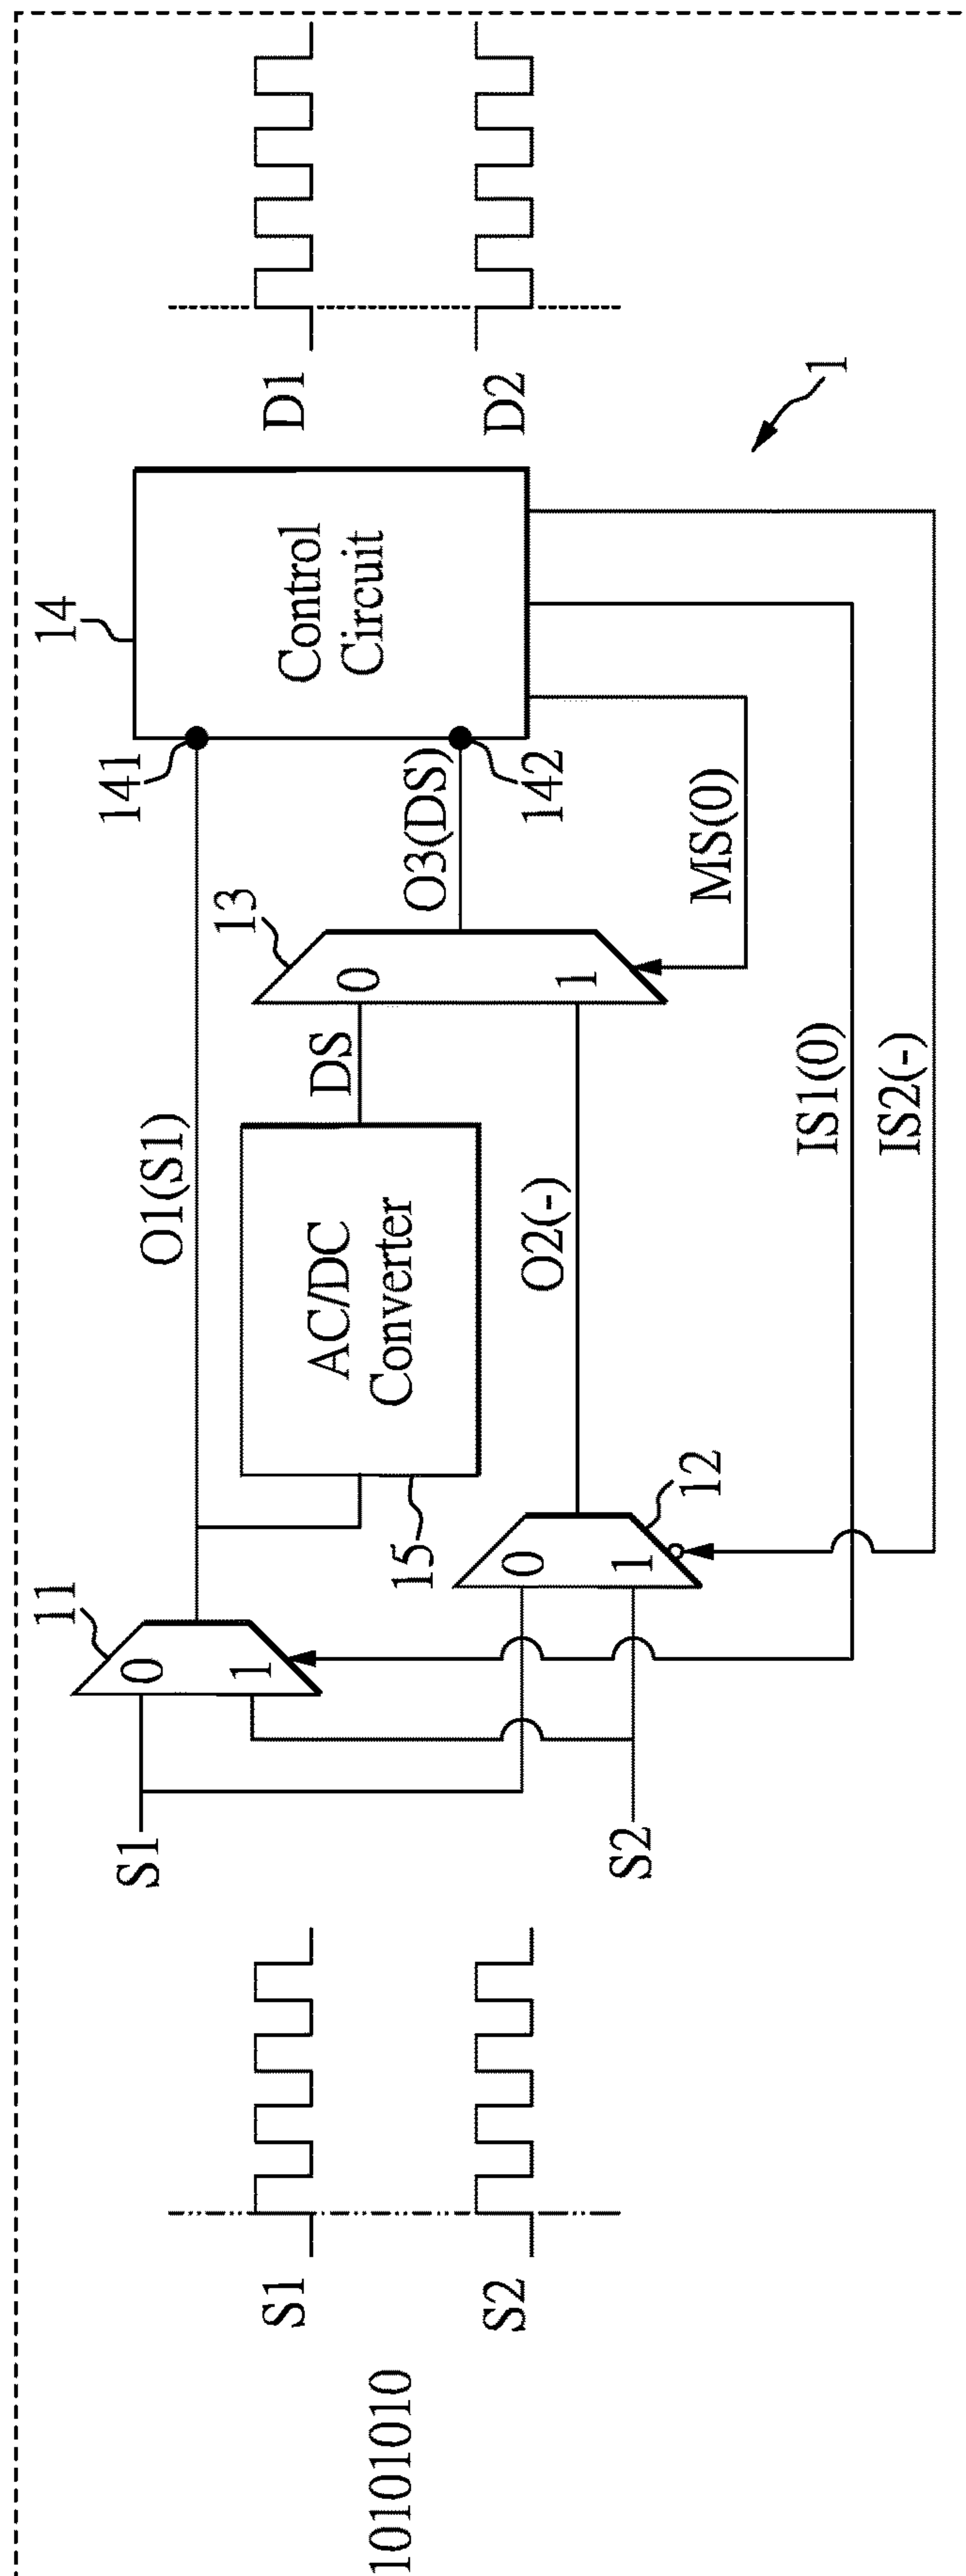 10101010
S1
S2
S1
S2
11
0
1
12
0
1
15
AC/DC
Converter
O1(S1)
DS
O2(-)
13
0
1
O3(DS)
141
142
14
Control
Circuit
MS(0)
IS1(0)
IS2(-)
D1
D2
1